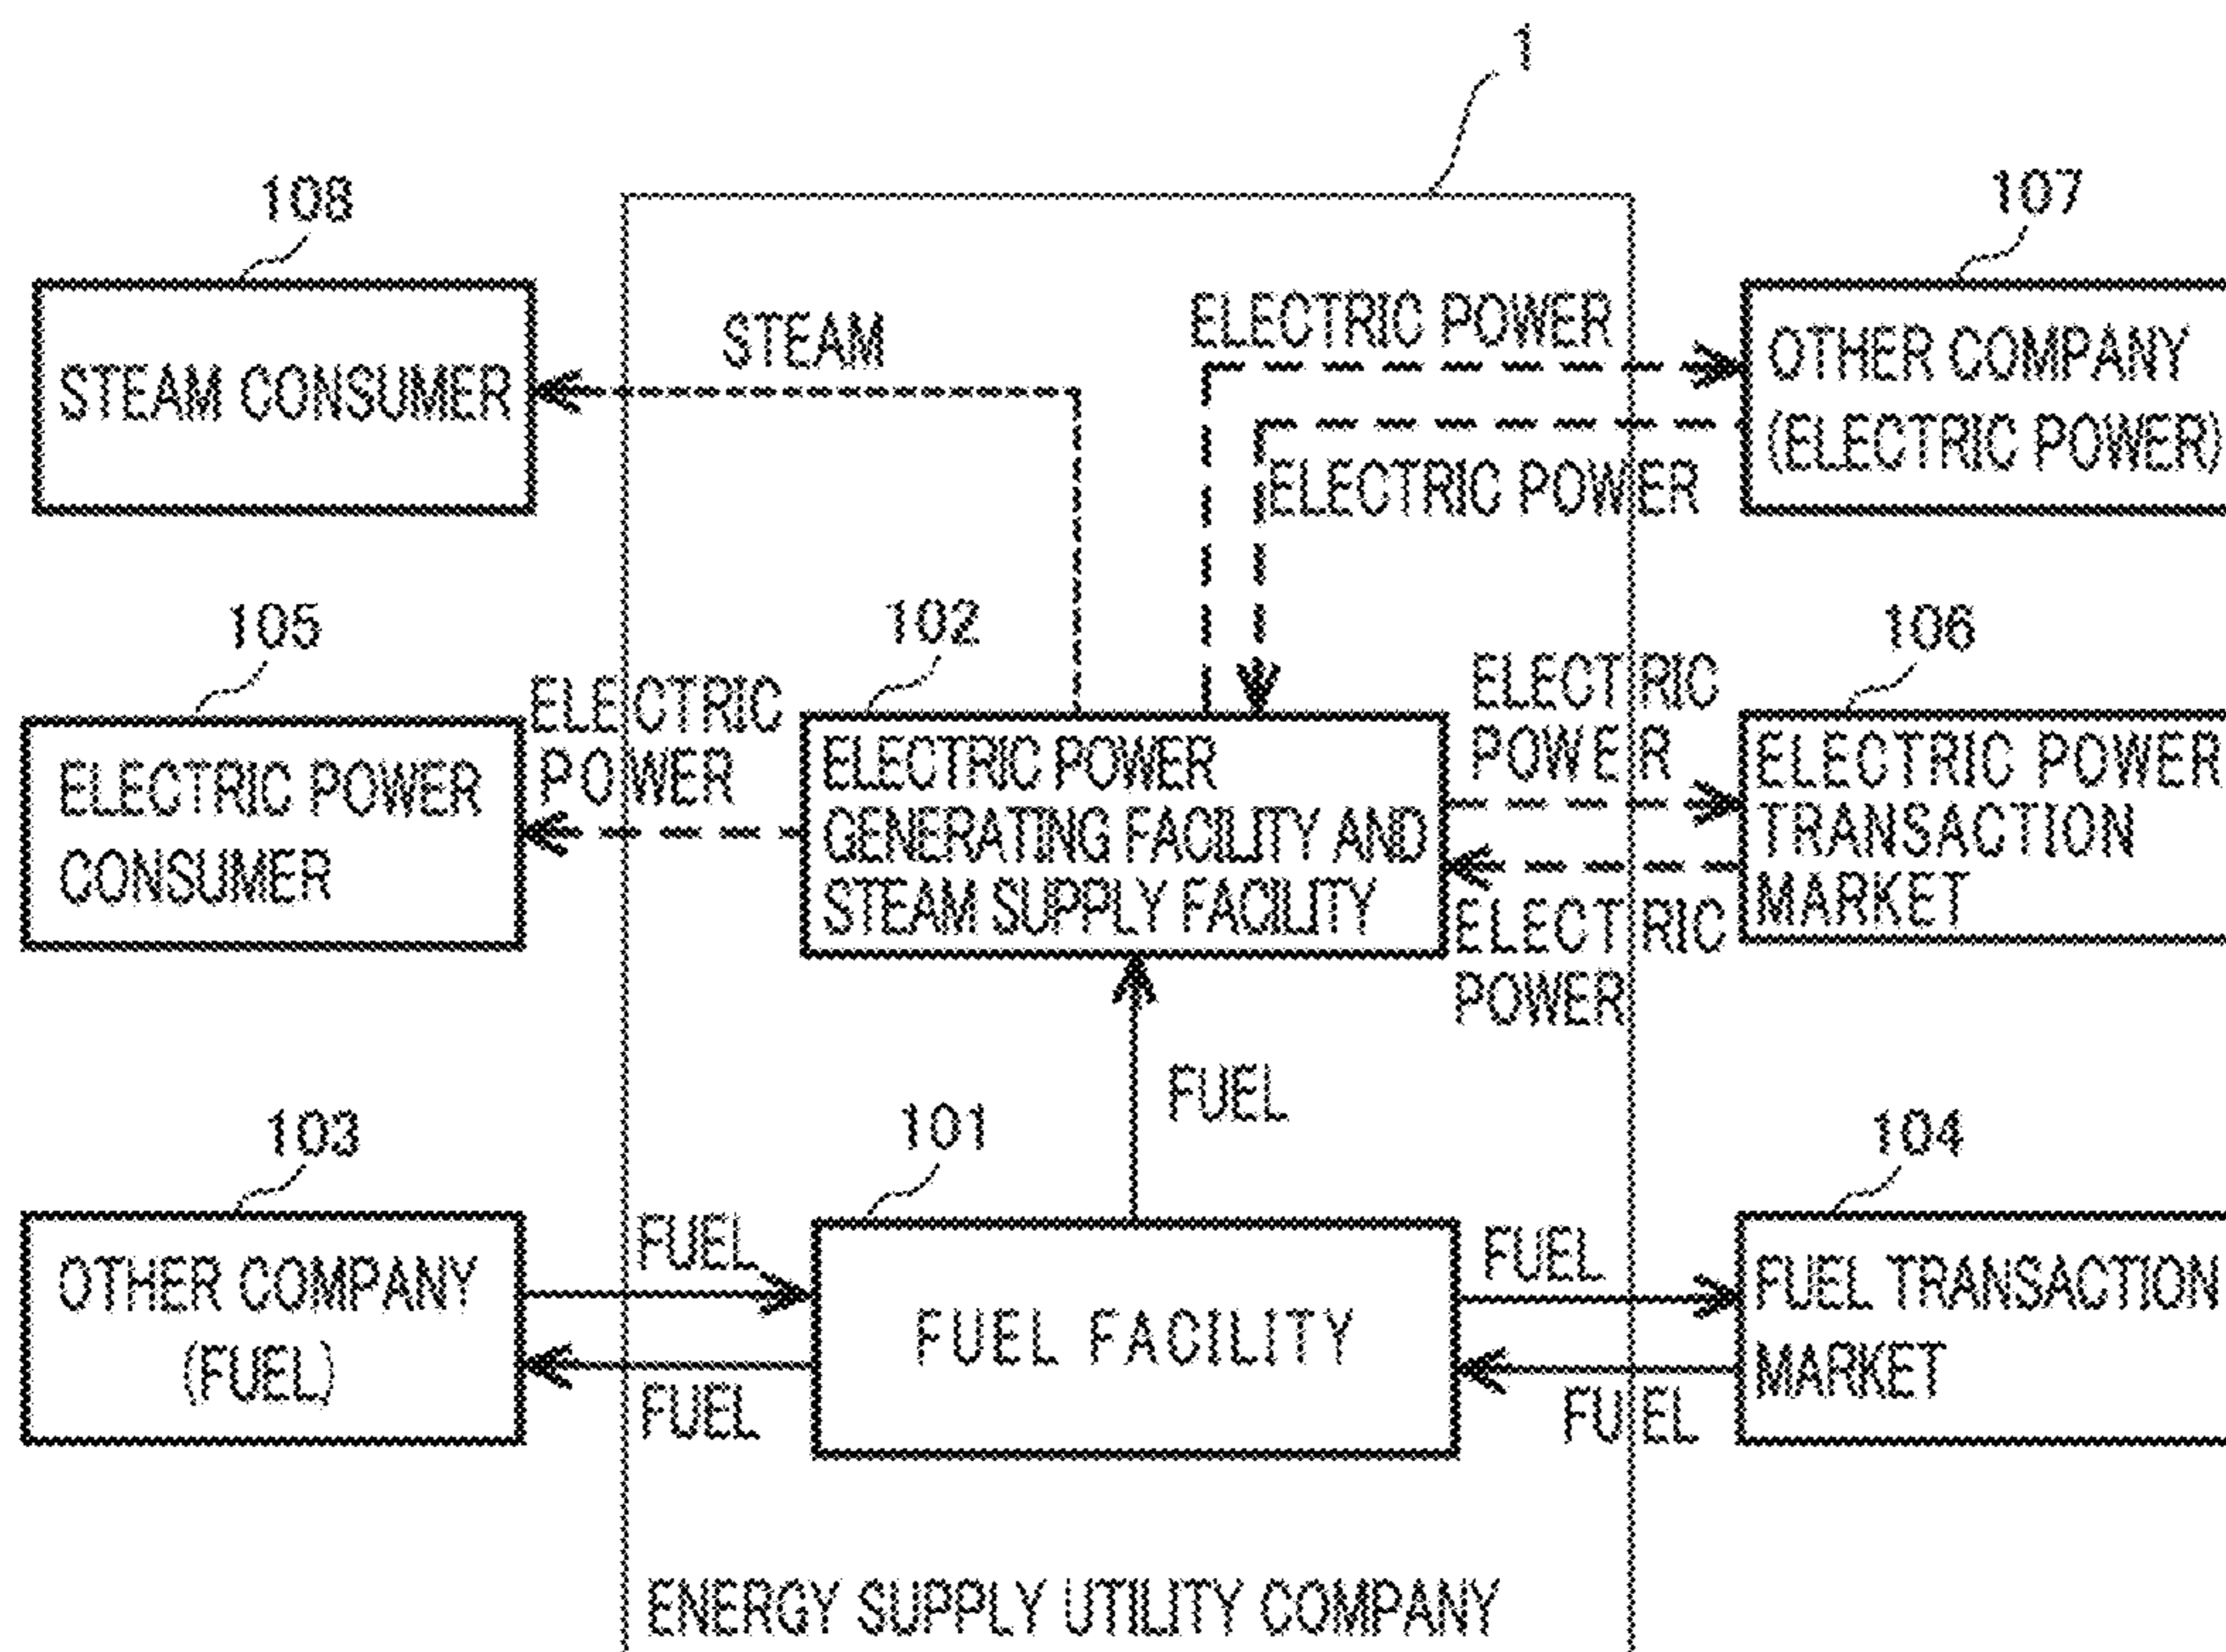 1
108
107
STEAM CONSUMER
STEAM
ELECTRIC POWER
ELECTRIC POWER
OTHER COMPANY
(ELECTRIC POWER)
105
102
106
ELECTRIC POWER
CONSUMER
ELECTRIC
POWER
ELECTRIC POWER
GENERATING FACILITY AND
STEAM SUPPLY FACILITY
ELECTRIC
POWER
ELECTRIC
POWER
ELECTRIC POWER
TRANSACTION
MARKET
FUEL
103
101
104
OTHER COMPANY
(FUEL)
FUEL
FUEL
FUEL FACILITY
FUEL
FUEL
FUEL TRANSACTION
MARKET
ENERGY SUPPLY UTILITY COMPANY